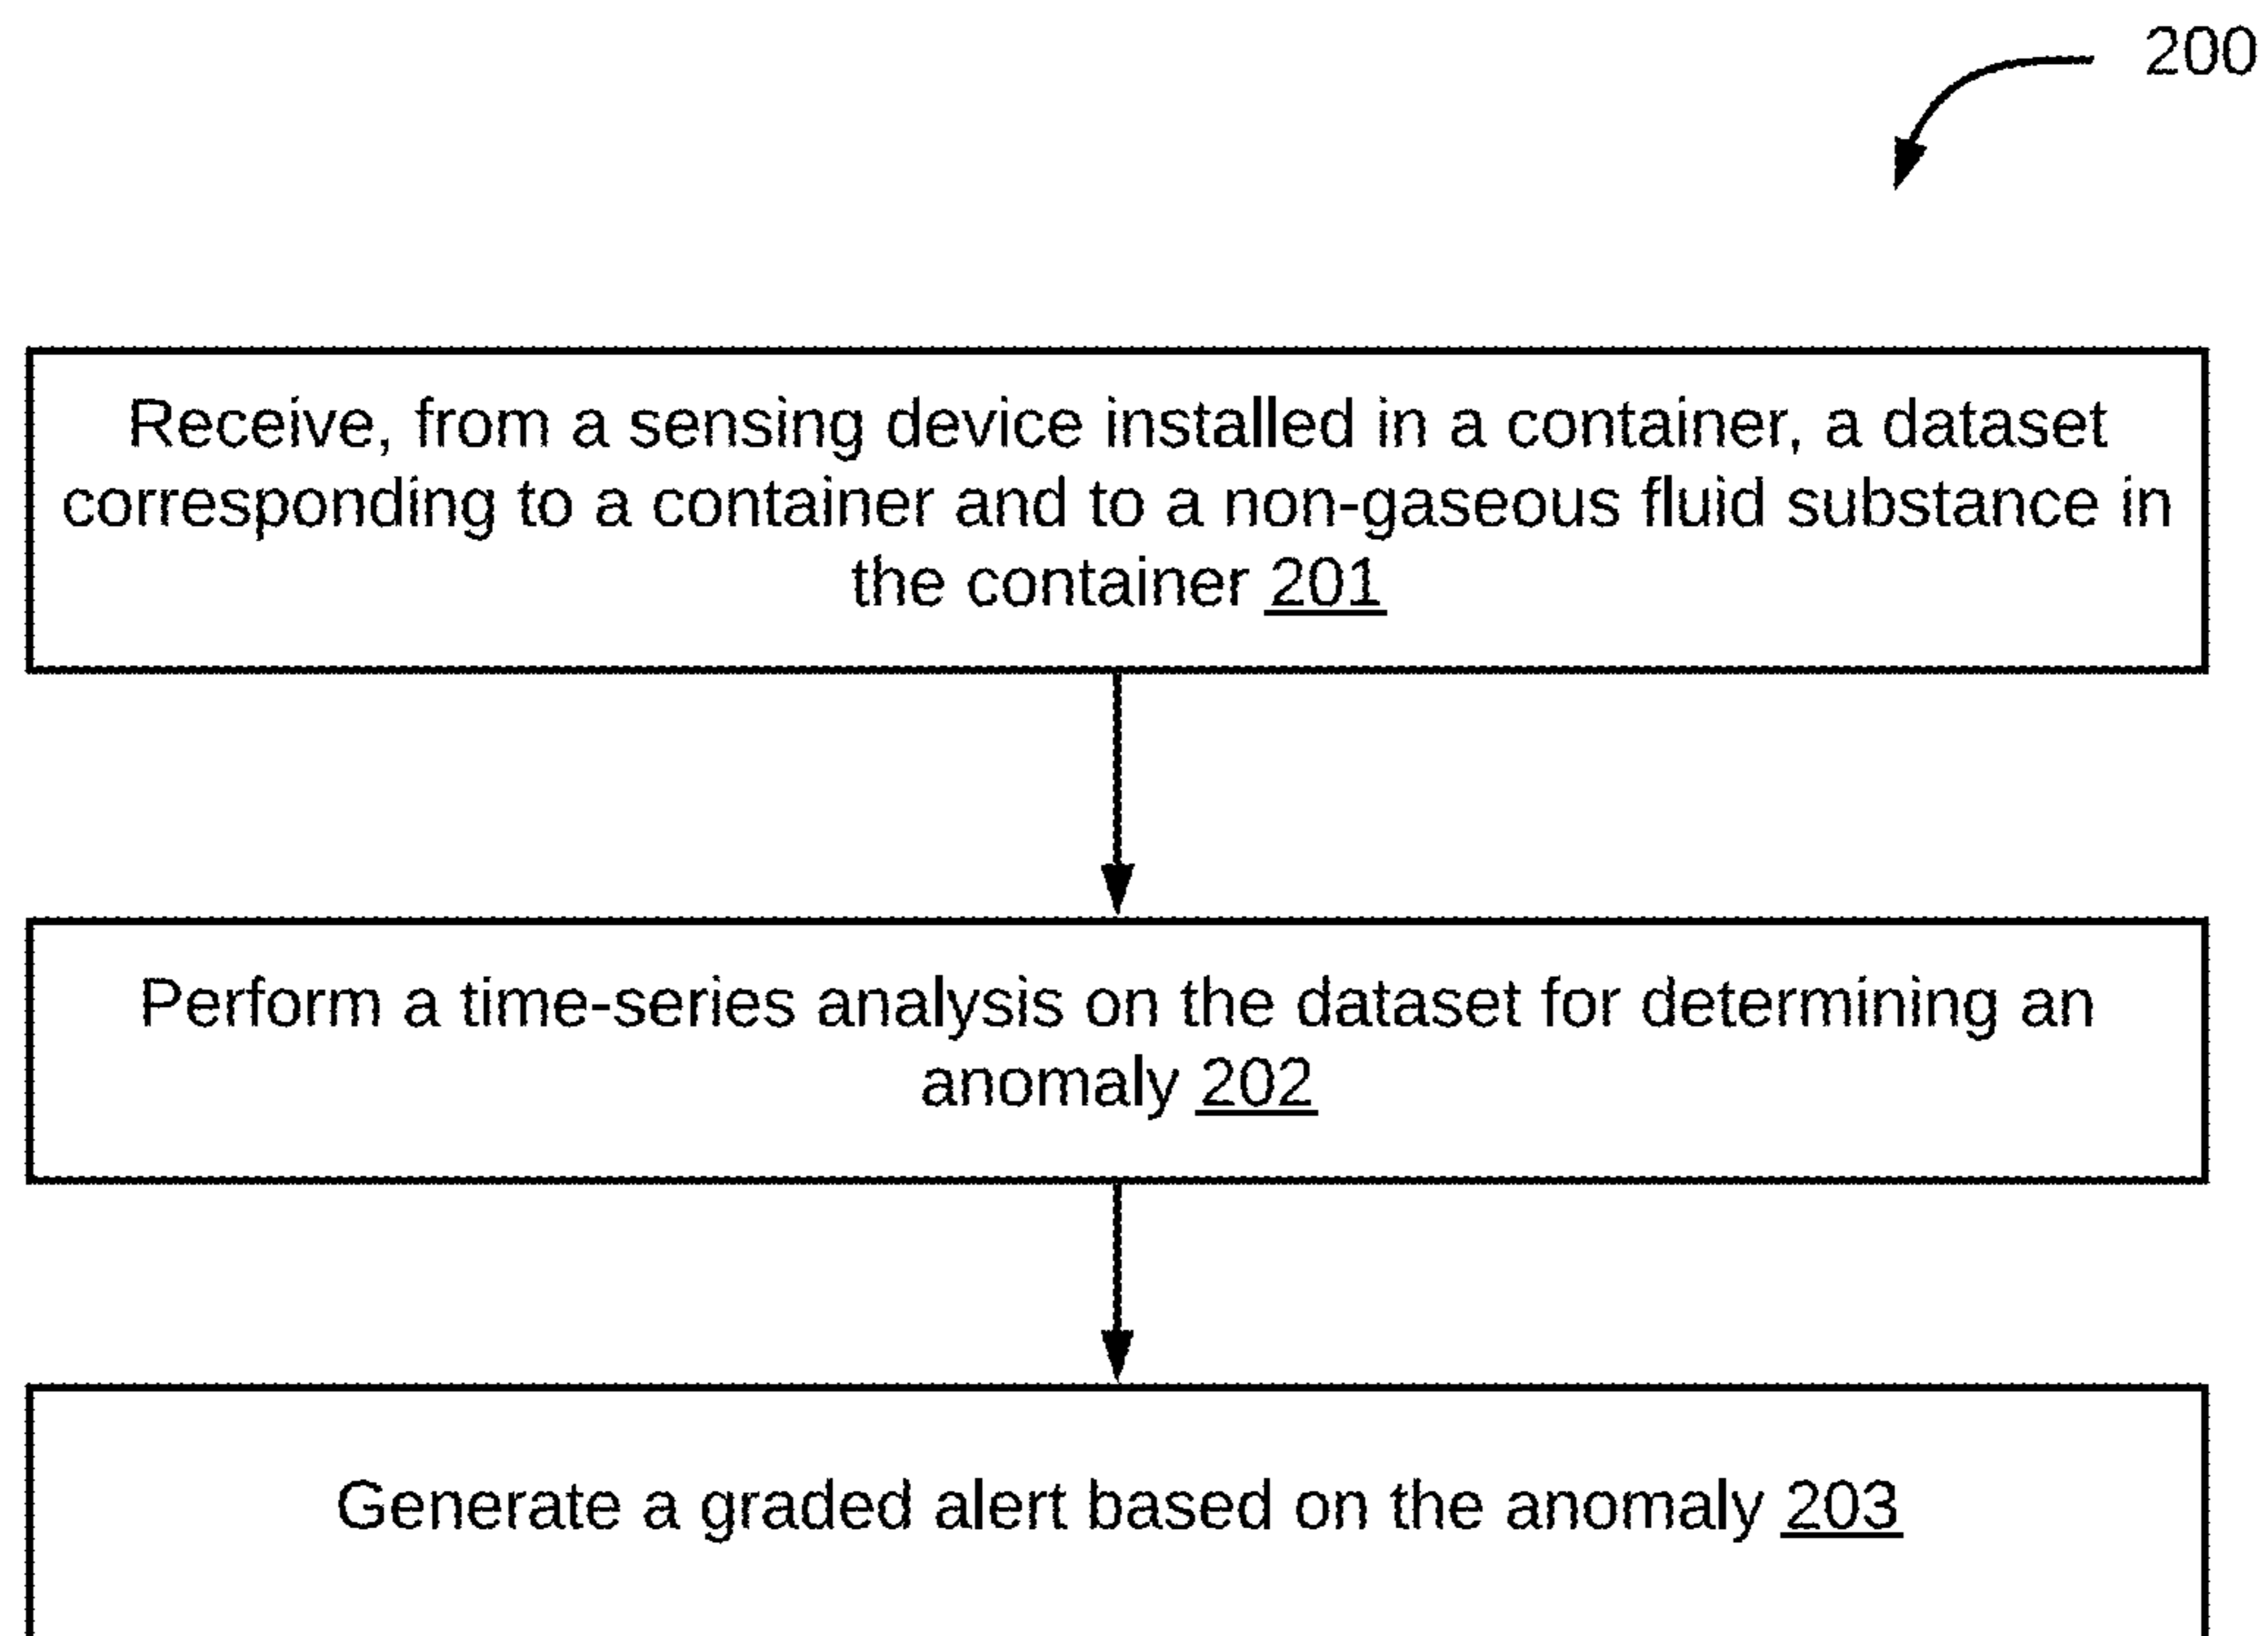 200
Receive, from a sensing device installed in a container, a dataset
corresponding to a container and to a non-gaseous fluid substance in
the container 201
Perform a time-series analysis on the dataset for determining an
anomaly 202
Generate a graded alert based on the anomaly 203